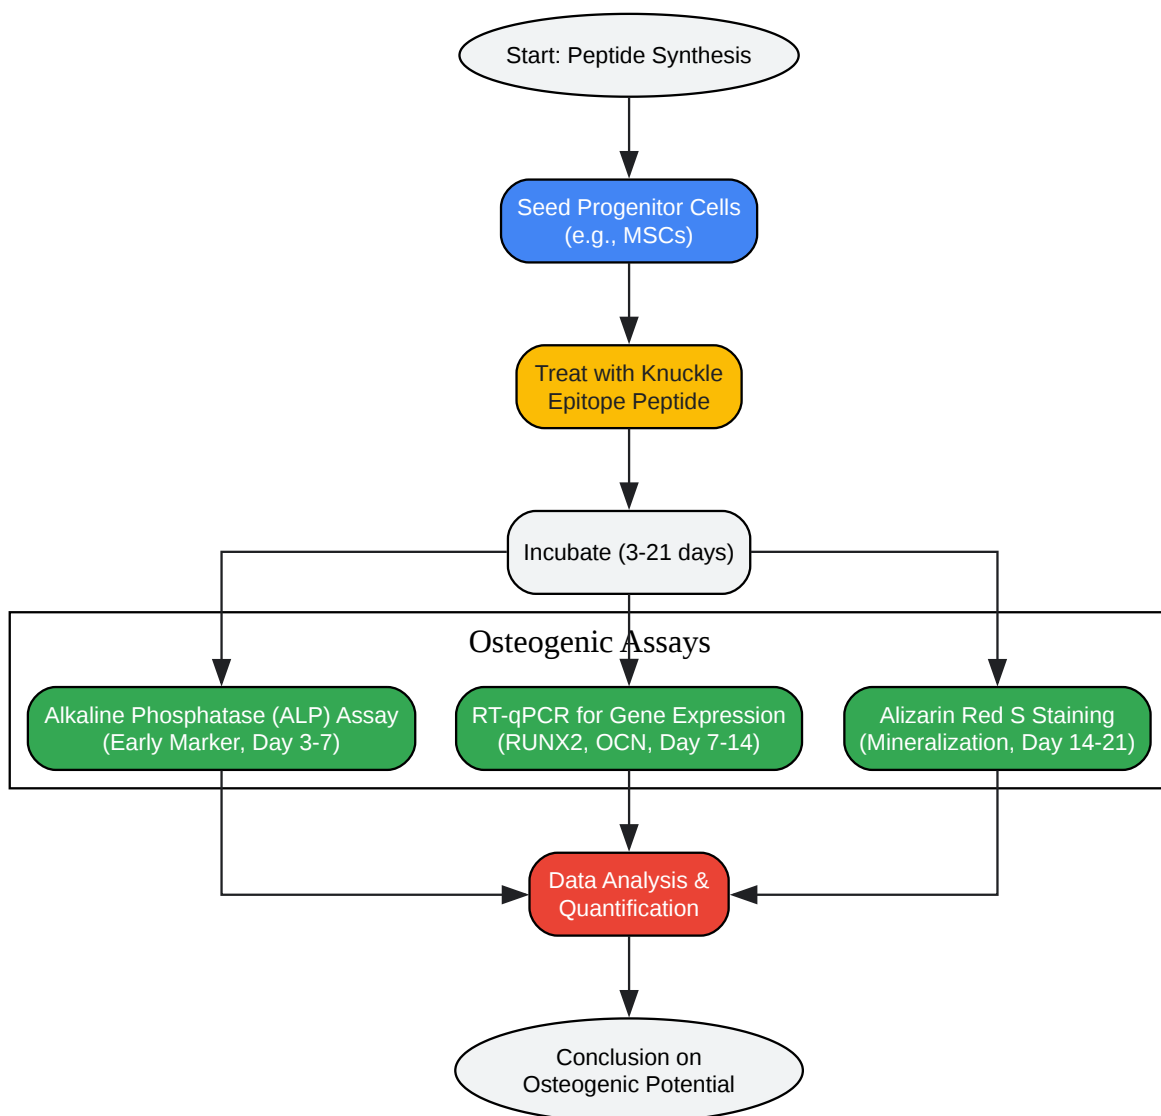 Start: Peptide Synthesis
Seed Progenitor Cells
(e.g., MSCs)
Treat with Knuckle
Epitope Peptide
Incubate (3-21 days)
Osteogenic Assays
Alkaline Phosphatase (ALP) Assay
(Early Marker, Day 3-7)
RT-qPCR for Gene Expression
(RUNX2, OCN, Day 7-14)
Alizarin Red S Staining
(Mineralization, Day 14-21)
Data Analysis &
Quantification
Conclusion on
Osteogenic Potential